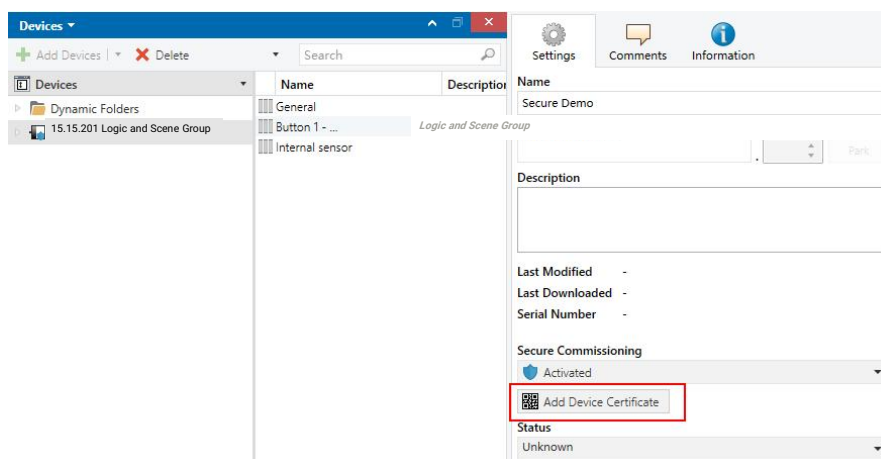 Devices
Add Devices
Delete
Search
Devices
Dynamic Folders
15.15.201 Logic and Scene Group
Name
Description
General
Button 1 - ...
Logic and Scene Group
Internal sensor
Settings
Comments
Information
Name
Secure Demo
.
Park
Description
Last Modified -
Last Downloaded -
Serial Number -
Secure Commissioning
Activated
Add Device Certificate
Status
Unknown